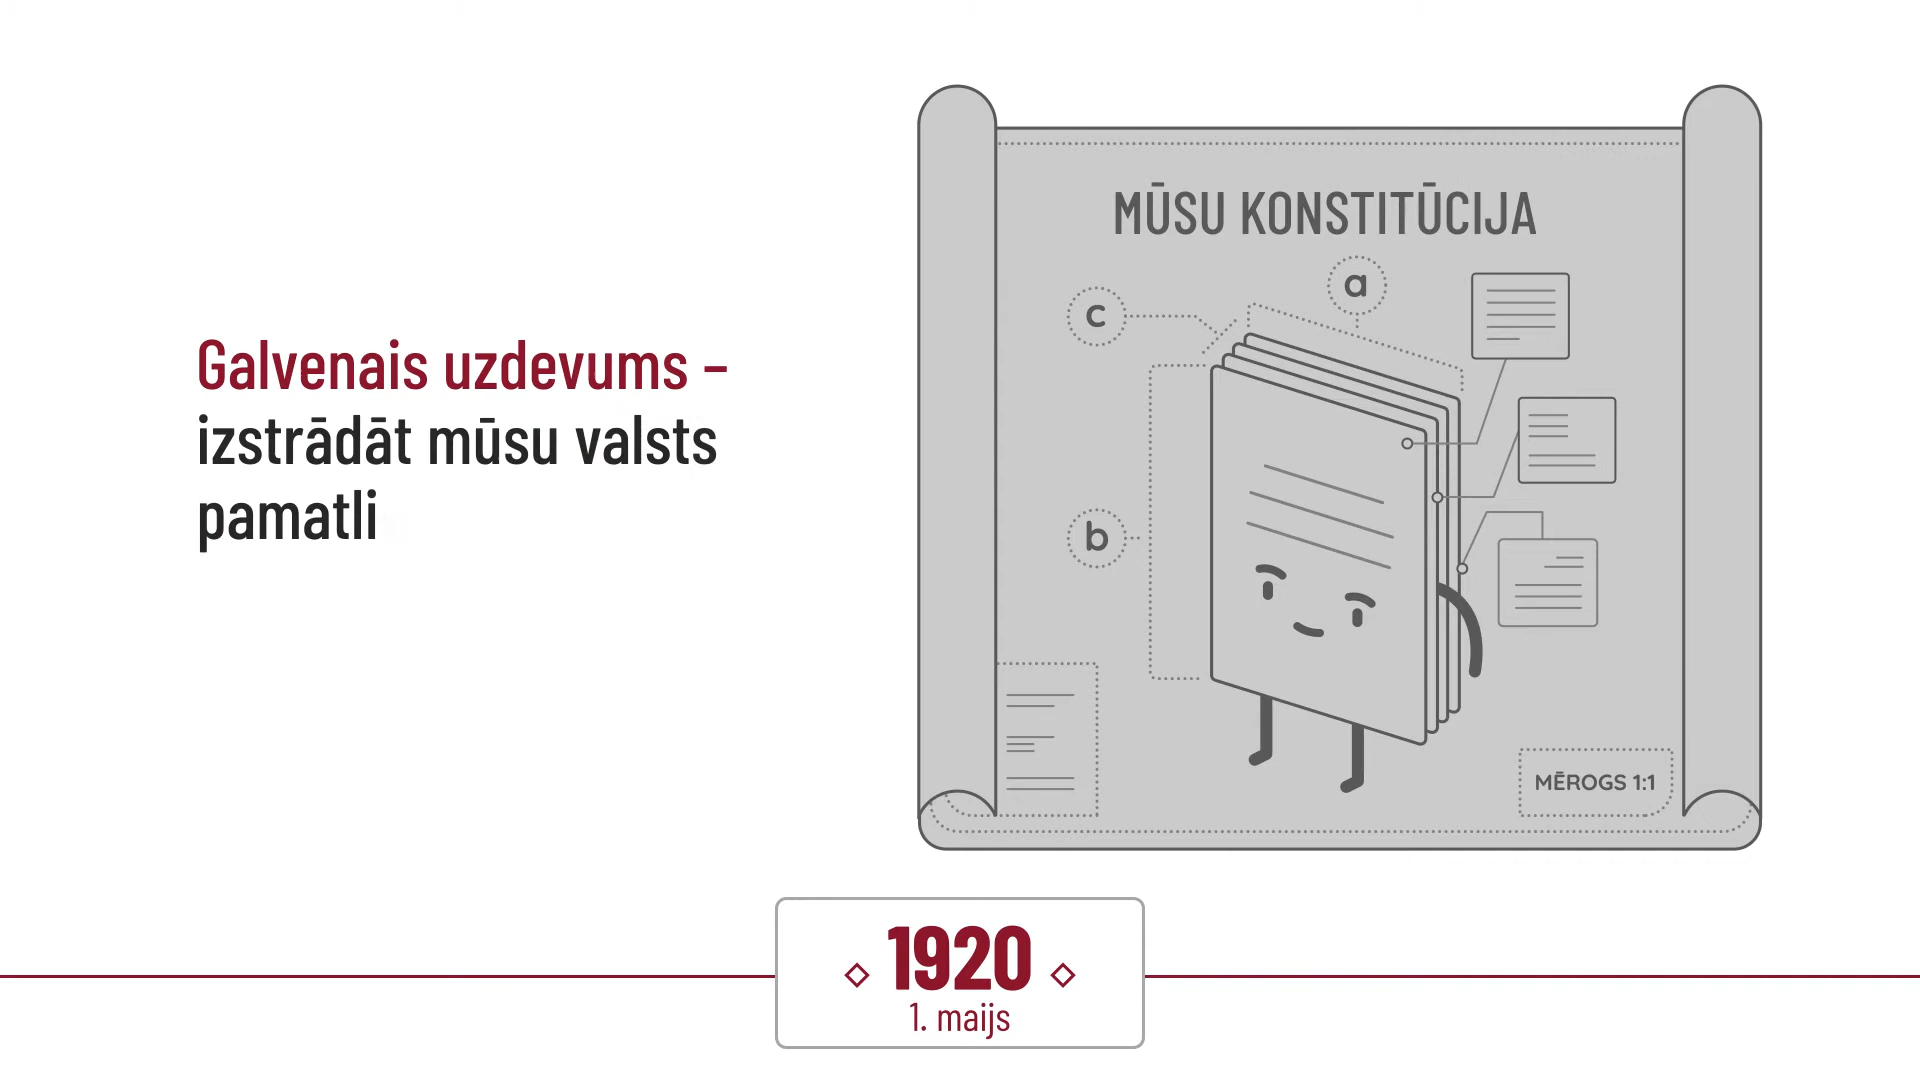 Galvenais uzdevums –
izstrādāt mūsu valsts
pamatli
MŪSU KONSTITŪCIJA
a
c
b
MĒROGS 1:1
1920
1. maijs